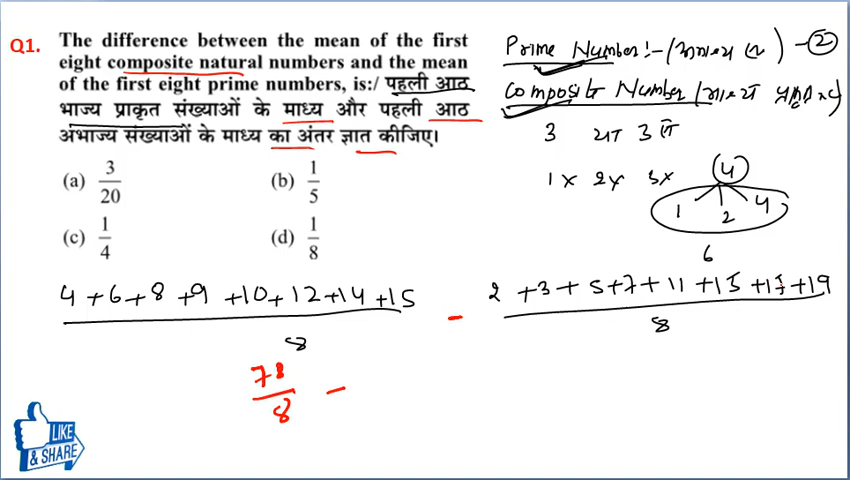 Q1. The difference between the mean of the first
eight composite natural numbers and the mean
of the first eight prime numbers, is:/ पहली आठ
भाज्य प्राकृत संख्याओं के माध्य और पहली आठ
अंभाज्य संख्याओं के माध्य का अंतर ज्ञात कीजिए।
(a) 3/20 (b) 1/5
(c) 1/4 (d) 1/8
Prime Number:- 2
Composite Number
3 या 3 से
1x 2x 3x 4
1 2 4
6
4+6+8+9+10+12+14+15
8
-
2+3+5+7+11+13+17+19
8
78
8
-
LIKE
& SHARE